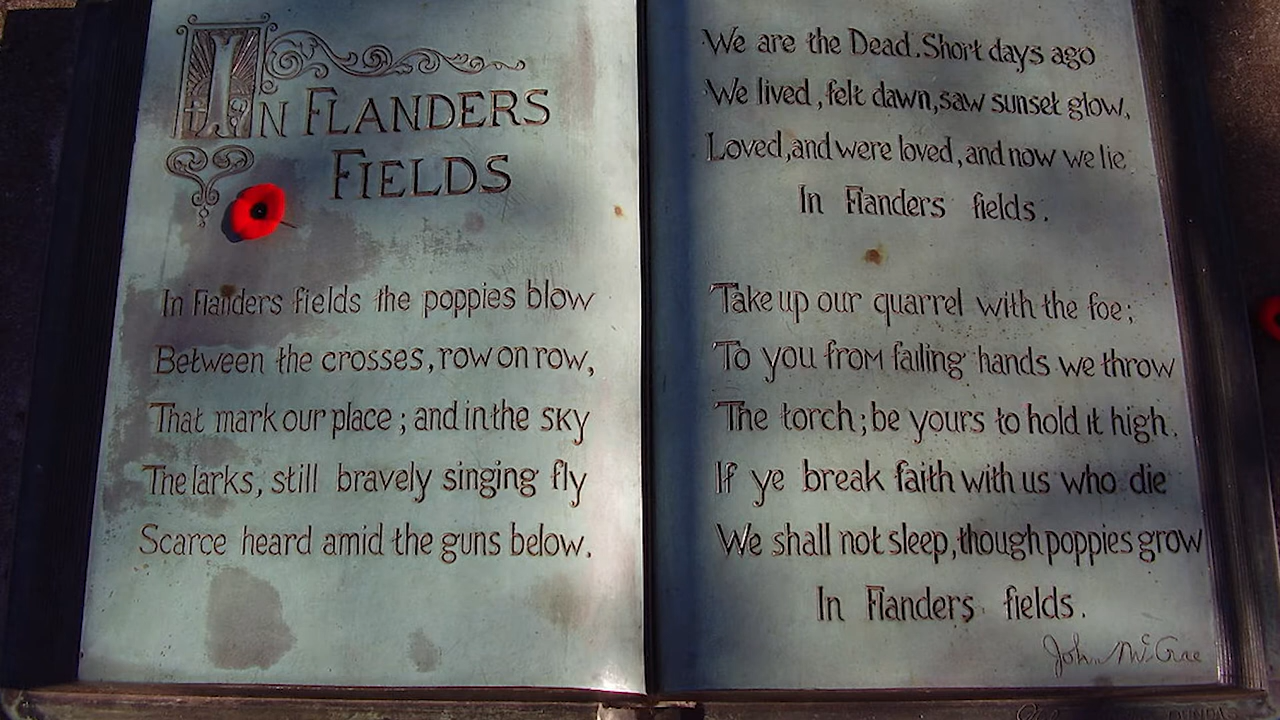 IN FLANDERS
FIELDS
In Flanders fields the poppies blow
Between the crosses, row on row,
That mark our place; and in the sky
The larks, still bravely singing fly
Scarce heard amid the guns below.
We are the Dead. Short days ago
We lived, felt dawn, saw sunset glow,
Loved, and were loved, and now we lie
In Flanders fields.
Take up our quarrel with the foe;
To you from failing hands we throw
The torch; be yours to hold it high.
If ye break faith with us who die
We shall not sleep, though poppies grow
In Flanders fields.
John McCrae